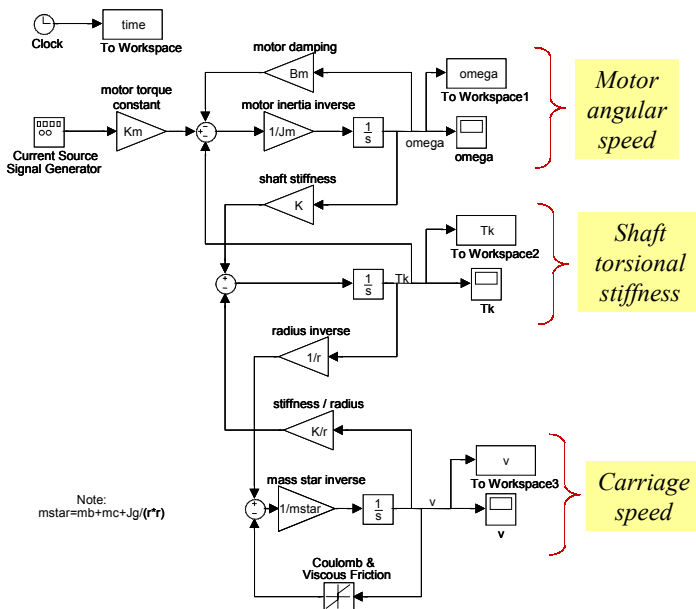 time
Clock
To Workspace
motor damping
Bm
omega
To Workspace1
Motor
angular
speed
motor torque
constant
Km
motor inertia inverse
1/Jm
1
s
omega
omega
Current Source
Signal Generator
shaft stiffness
K
Tk
To Workspace2
Shaft
torsional
stiffness
1
s
Tk
Tk
radius inverse
1/r
stiffness / radius
K/r
v
To Workspace3
Carriage
speed
mass star inverse
1/mstar
1
s
v
v
Note:
mstar=mb+mc+Jg/(r*r)
Coulomb &
Viscous Friction